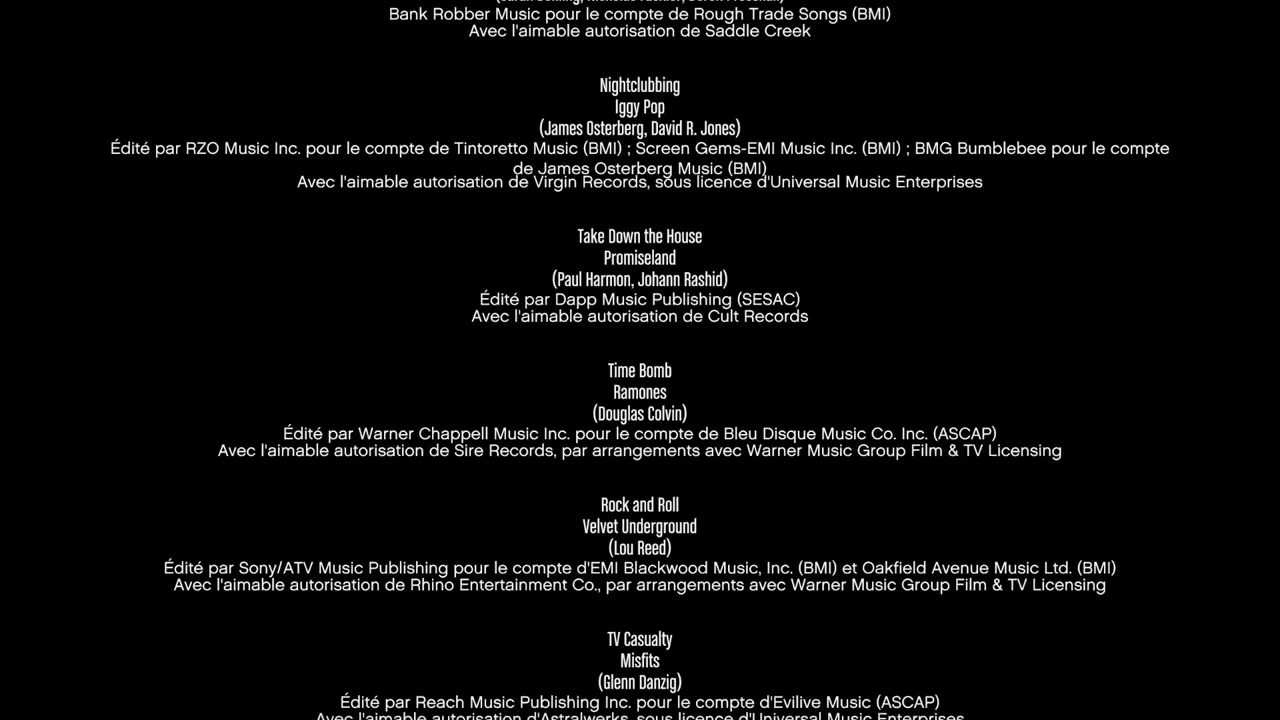 Bank Robber Music pour le compte de Rough Trade Songs (BMI)
Avec l'aimable autorisation de Saddle Creek
Nightclubbing
Iggy Pop
(James Osterberg, David R. Jones)
Édité par RZO Music Inc. pour le compte de Tintoretto Music (BMI) ; Screen Gems-EMI Music Inc. (BMI) ; BMG Bumblebee pour le compte
de James Osterberg Music (BMI)
Avec l'aimable autorisation de Virgin Records, sous licence d'Universal Music Enterprises
Take Down the House
Promiseland
(Paul Harmon, Johann Rashid)
Édité par Dapp Music Publishing (SESAC)
Avec l'aimable autorisation de Cult Records
Time Bomb
Ramones
(Douglas Colvin)
Édité par Warner Chappell Music Inc. pour le compte de Bleu Disque Music Co. Inc. (ASCAP)
Avec l'aimable autorisation de Sire Records, par arrangements avec Warner Music Group Film & TV Licensing
Rock and Roll
Velvet Underground
(Lou Reed)
Édité par Sony/ATV Music Publishing pour le compte d'EMI Blackwood Music, Inc. (BMI) et Oakfield Avenue Music Ltd. (BMI)
Avec l'aimable autorisation de Rhino Entertainment Co., par arrangements avec Warner Music Group Film & TV Licensing
TV Casualty
Misfits
(Glenn Danzig)
Édité par Reach Music Publishing Inc. pour le compte d'Evilive Music (ASCAP)
Avec l'aimable autorisation d'Astralwerks, sous licence d'Universal Music Enterprises